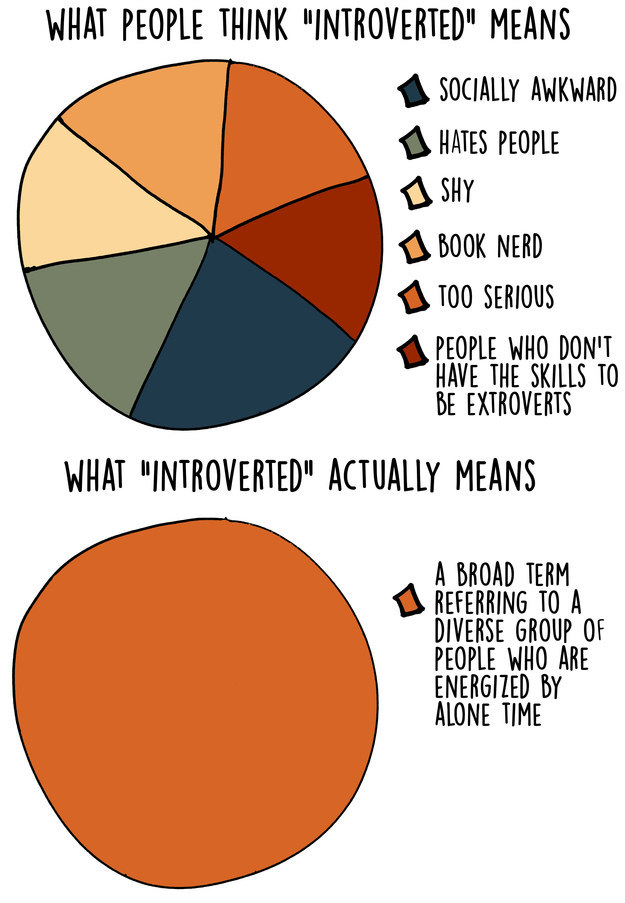 WHAT PEOPLE THINK "INTROVERTED" MEANS
SOCIALLY AWKWARD
HATES PEOPLE
SHY
BOOK NERD
TOO SERIOUS
PEOPLE WHO DON'T
HAVE THE SKILLS TO
BE EXTROVERTS
WHAT "INTROVERTED" ACTUALLY MEANS
A BROAD TERM
REFERRING TO A
DIVERSE GROUP OF
PEOPLE WHO ARE
ENERGIZED BY
ALONE TIME